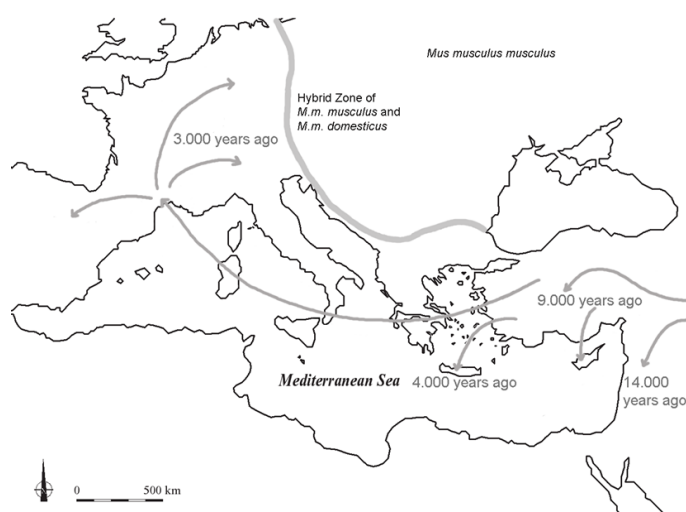 Mus musculus musculus
Hybrid Zone of
M.m. musculus and
M.m. domesticus
3.000 years ago
9.000 years ago
Mediterranean Sea
4.000 years ago
14.000
years ago
0 500 km